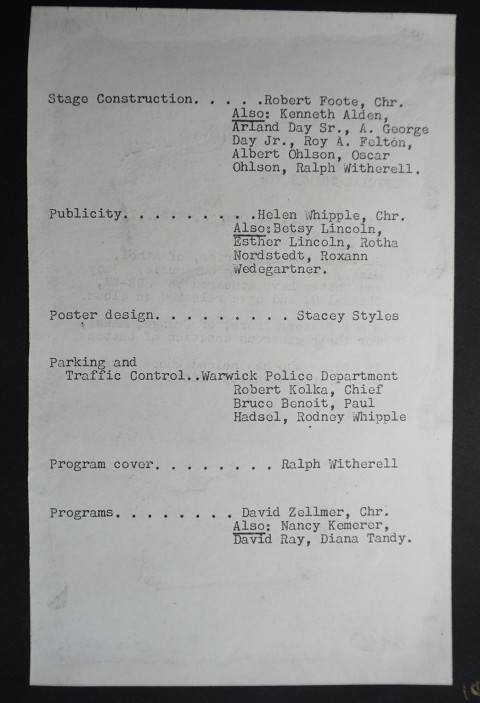 Stage Construction. . . . .Robert Foote, Chr.
Also: Kenneth Alden,
Arland Day Sr., A. George
Day Jr., Roy A. Felton,
Albert Ohlson, Oscar
Ohlson, Ralph Witherell.
Publicity. . . . . . . . .Helen Whipple, Chr.
Also:Betsy Lincoln,
Esther Lincoln, Rotha
Nordstedt, Roxann
Wedegartner.
Poster design. . . . . . . . . Stacey Styles
Parking and
Traffic Control..Warwick Police Department
Robert Kolka, Chief
Bruce Benoit, Paul
Hadsel, Rodney Whipple
Program cover. . . . . . . . Ralph Witherell
Programs. . . . . . . . David Zellmer, Chr.
Also: Nancy Kemerer,
David Ray, Diana Tandy.